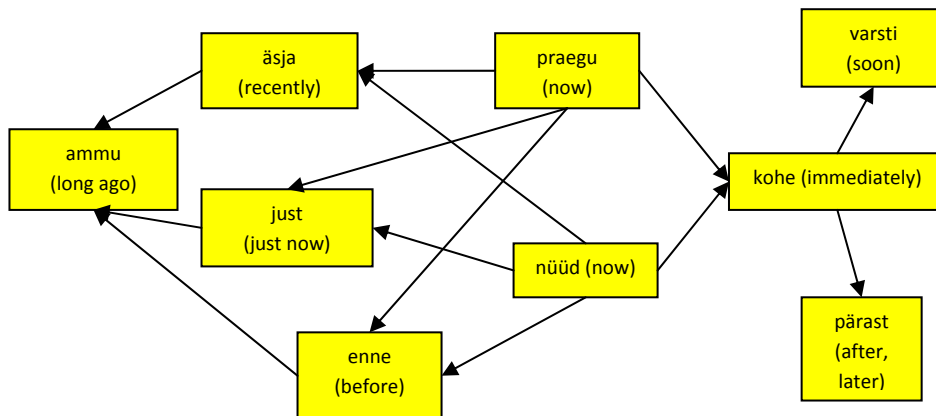 äsja
(recently)
praegu
(now)
varsti
(soon)
ammu
(long ago)
just
(just now)
kohe (immediately)
nüüd (now)
enne
(before)
pärast
(after,
later)